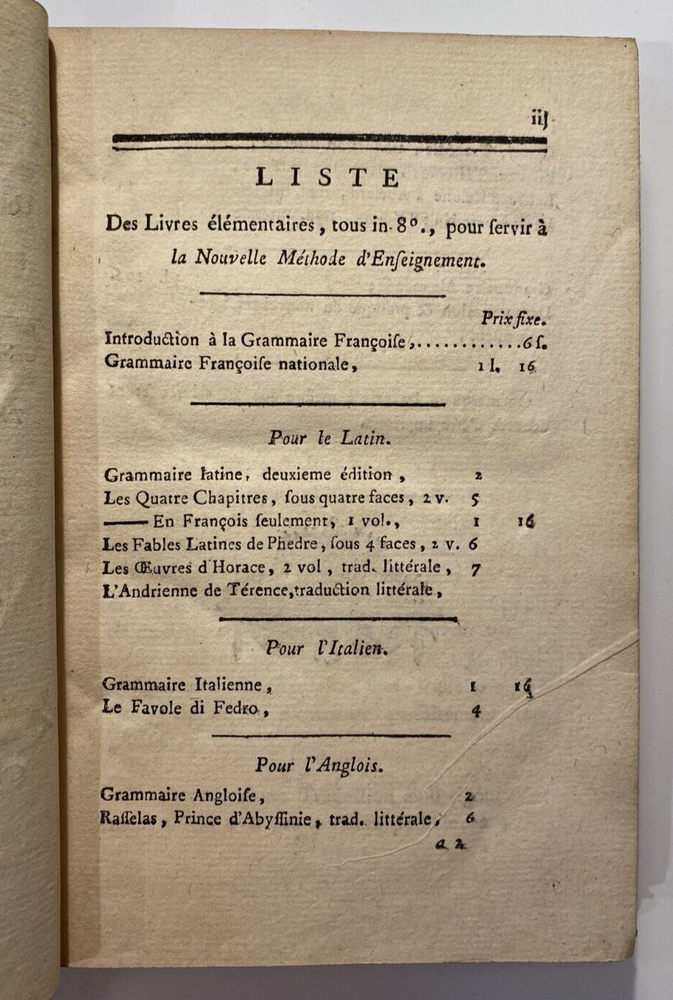 iij
LISTE
Des Livres élémentaires, tous in-8°., pour ſervir à
la Nouvelle Méthode d'Enſeignement.
Prix fixe.
Introduction à la Grammaire Françoiſe,............6 ſ.
Grammaire Françoiſe nationale, 1 l. 16
Pour le Latin.
Grammaire latine, deuxieme édition, 2
Les Quatre Chapitres, ſous quatre faces, 2 v. 5
—— En François ſeulement, 1 vol., 1 16
Les Fables Latines de Phedre, ſous 4 faces, 2 v. 6
Les Œuvres d'Horace, 2 vol, trad. littérale, 7
L'Andrienne de Térence, traduction littérale,
Pour l'Italien.
Grammaire Italienne, 1 16
Le Favole di Fedro, 4
Pour l'Anglois.
Grammaire Angloiſe, 2
Raſſelas, Prince d'Abyſſinie, trad. littérale, 6
a 2